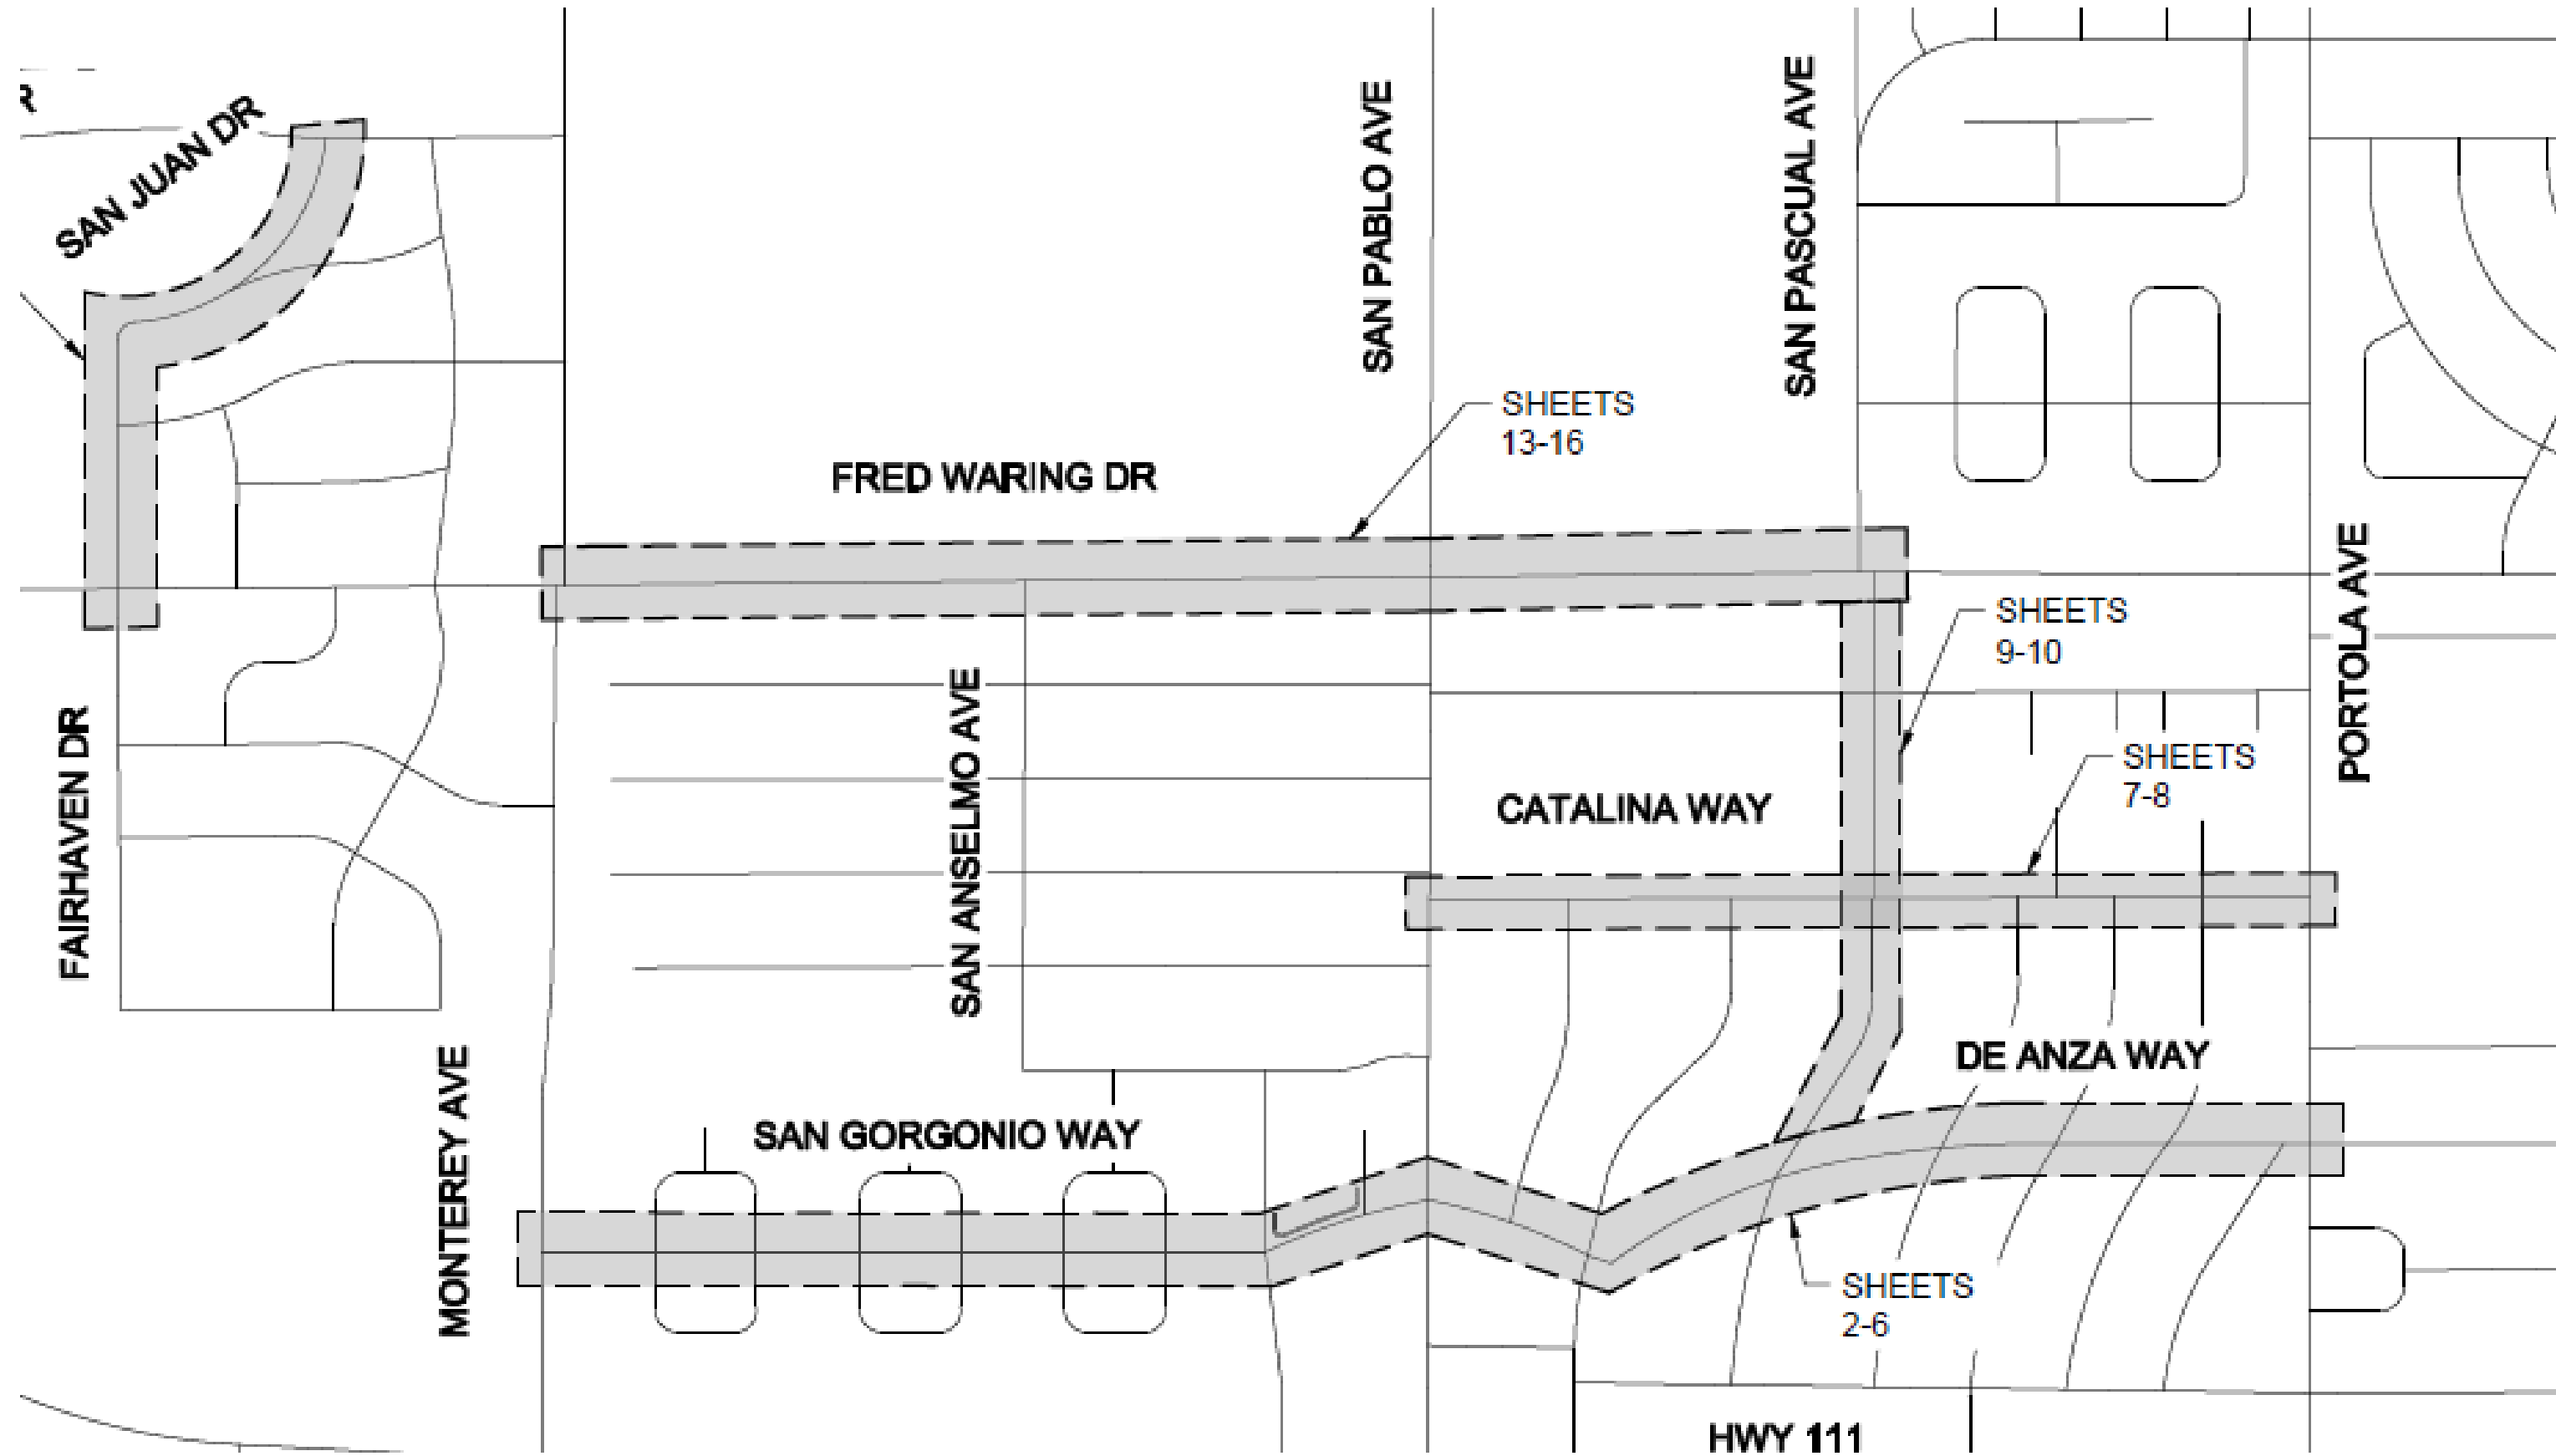 SAN JUAN DR
SAN PABLO AVE
SAN PASCUAL AVE
SHEETS
13-16
FRED WARING DR
SHEETS
9-10
PORTOLA AVE
FAIRHAVEN DR
SAN ANSELMO AVE
SHEETS
7-8
CATALINA WAY
MONTEREY AVE
DE ANZA WAY
SAN GORGONIO WAY
SHEETS
2-6
HWY 111